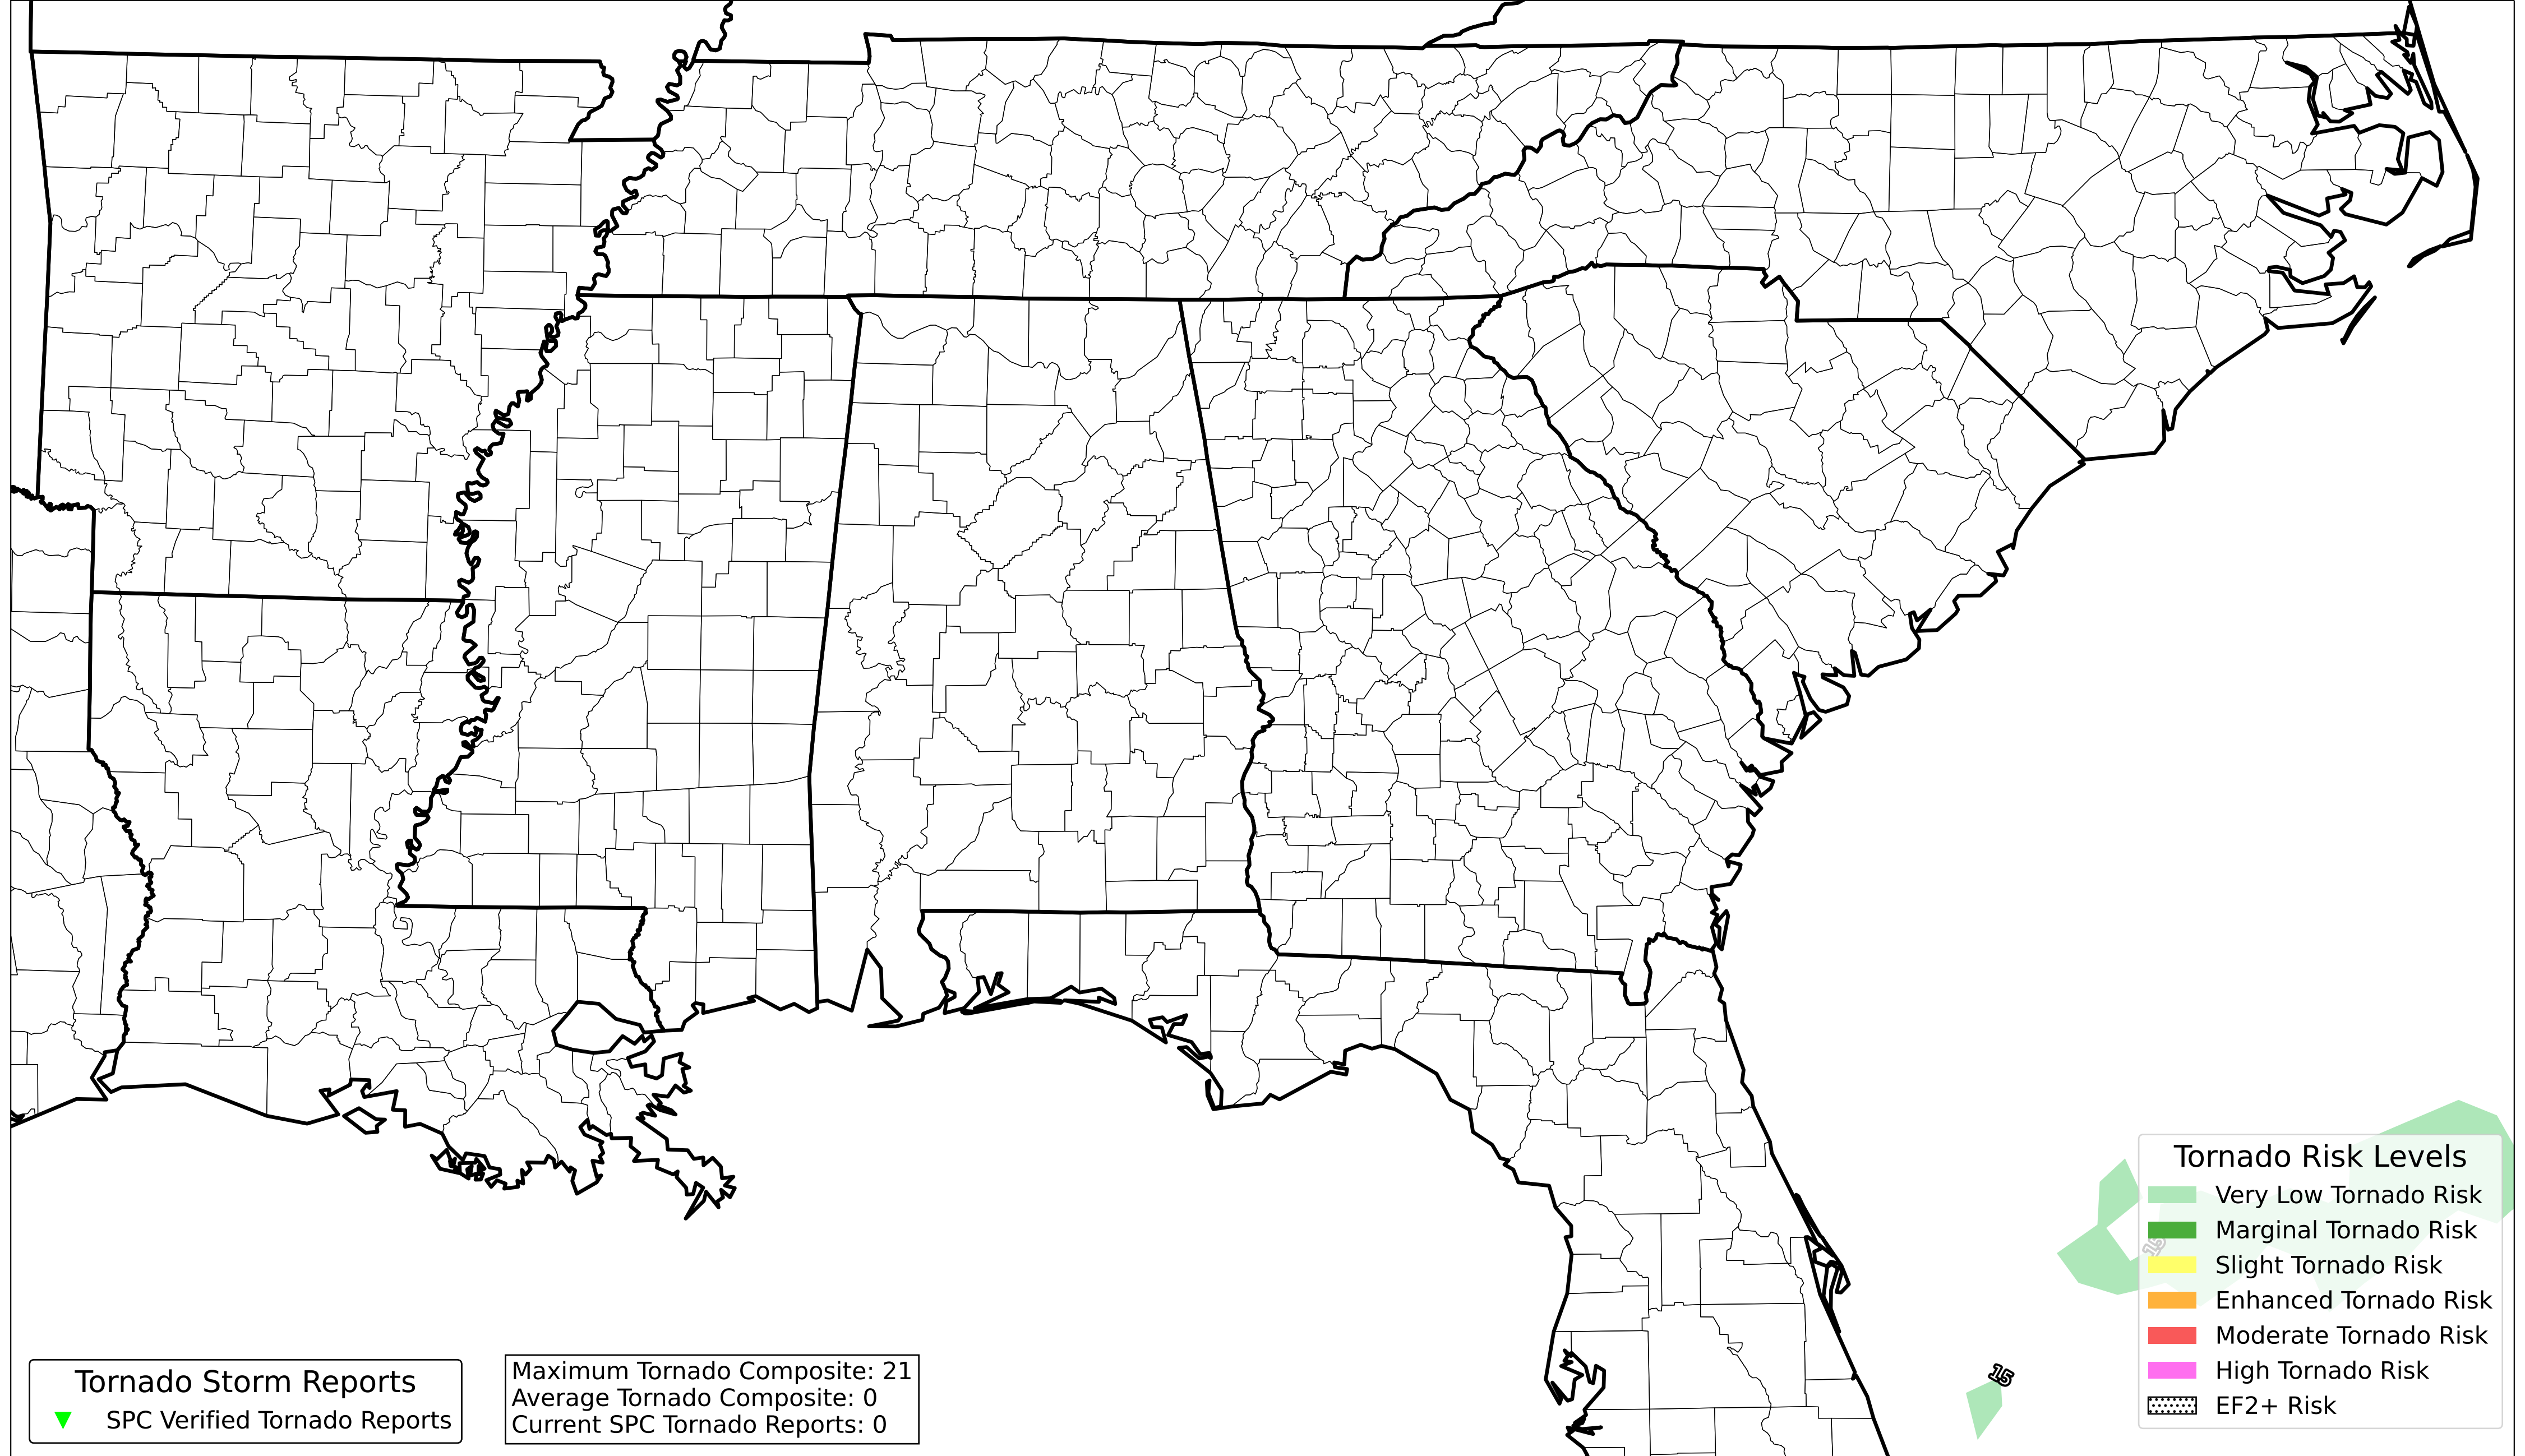 Tornado Risk Levels
Very Low Tornado Risk
Marginal Tornado Risk
15
Slight Tornado Risk
Enhanced Tornado Risk
Moderate Tornado Risk
High Tornado Risk
EF2+ Risk
15
Tornado Storm Reports
SPC Verified Tornado Reports
Maximum Tornado Composite: 21
Average Tornado Composite: 0
Current SPC Tornado Reports: 0